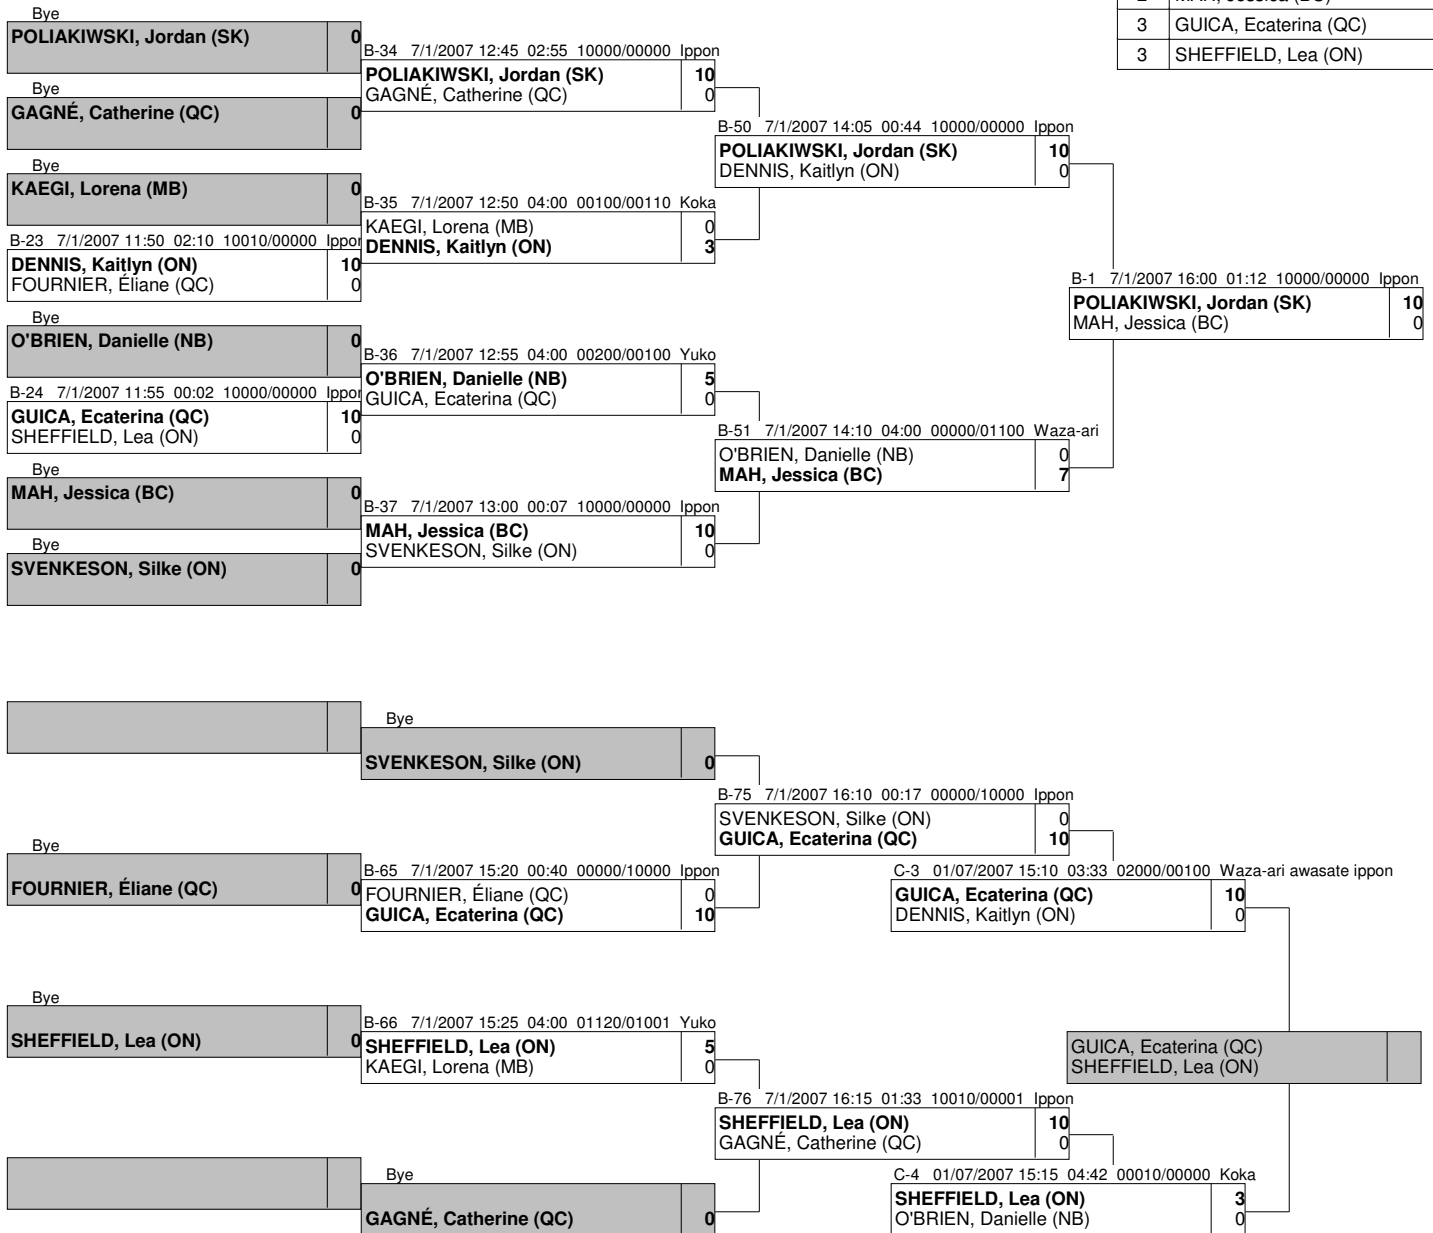 Bye
POLIAKIWSKI, Jordan (SK) 0
Bye
GAGNÉ, Catherine (QC) 0
Bye
KAEGI, Lorena (MB) 0
B-23 7/1/2007 11:50 02:10 10010/00000 Ippon
DENNIS, Kaitlyn (ON) 10
FOURNIER, Éliane (QC) 0
Bye
O'BRIEN, Danielle (NB) 0
B-24 7/1/2007 11:55 00:02 10000/00000 Ippon
GUICA, Ecaterina (QC) 10
SHEFFIELD, Lea (ON) 0
Bye
MAH, Jessica (BC) 0
Bye
SVENKESON, Silke (ON) 0
B-34 7/1/2007 12:45 02:55 10000/00000 Ippon
POLIAKIWSKI, Jordan (SK) 10
GAGNÉ, Catherine (QC) 0
B-35 7/1/2007 12:50 04:00 00100/00110 Koka
KAEGI, Lorena (MB) 0
DENNIS, Kaitlyn (ON) 3
B-36 7/1/2007 12:55 04:00 00200/00100 Yuko
O'BRIEN, Danielle (NB) 5
GUICA, Ecaterina (QC) 0
B-37 7/1/2007 13:00 00:07 10000/00000 Ippon
MAH, Jessica (BC) 10
SVENKESON, Silke (ON) 0
B-50 7/1/2007 14:05 00:44 10000/00000 Ippon
POLIAKIWSKI, Jordan (SK) 10
DENNIS, Kaitlyn (ON) 0
B-51 7/1/2007 14:10 04:00 00000/01100 Waza-ari
O'BRIEN, Danielle (NB) 0
MAH, Jessica (BC) 7
B-1 7/1/2007 16:00 01:12 10000/00000 Ippon
POLIAKIWSKI, Jordan (SK) 10
MAH, Jessica (BC) 0
2 MAH, Jessica (BC)
3 GUICA, Ecaterina (QC)
3 SHEFFIELD, Lea (ON)
Bye
FOURNIER, Éliane (QC) 0
Bye
SHEFFIELD, Lea (ON) 0
Bye
SVENKESON, Silke (ON) 0
B-65 7/1/2007 15:20 00:40 00000/10000 Ippon
FOURNIER, Éliane (QC) 0
GUICA, Ecaterina (QC) 10
B-66 7/1/2007 15:25 04:00 01120/01001 Yuko
SHEFFIELD, Lea (ON) 5
KAEGI, Lorena (MB) 0
Bye
GAGNÉ, Catherine (QC) 0
B-75 7/1/2007 16:10 00:17 00000/10000 Ippon
SVENKESON, Silke (ON) 0
GUICA, Ecaterina (QC) 10
B-76 7/1/2007 16:15 01:33 10010/00001 Ippon
SHEFFIELD, Lea (ON) 10
GAGNÉ, Catherine (QC) 0
C-3 01/07/2007 15:10 03:33 02000/00100 Waza-ari awasate ippon
GUICA, Ecaterina (QC) 10
DENNIS, Kaitlyn (ON) 0
C-4 01/07/2007 15:15 04:42 00010/00000 Koka
SHEFFIELD, Lea (ON) 3
O'BRIEN, Danielle (NB) 0
GUICA, Ecaterina (QC)
SHEFFIELD, Lea (ON)